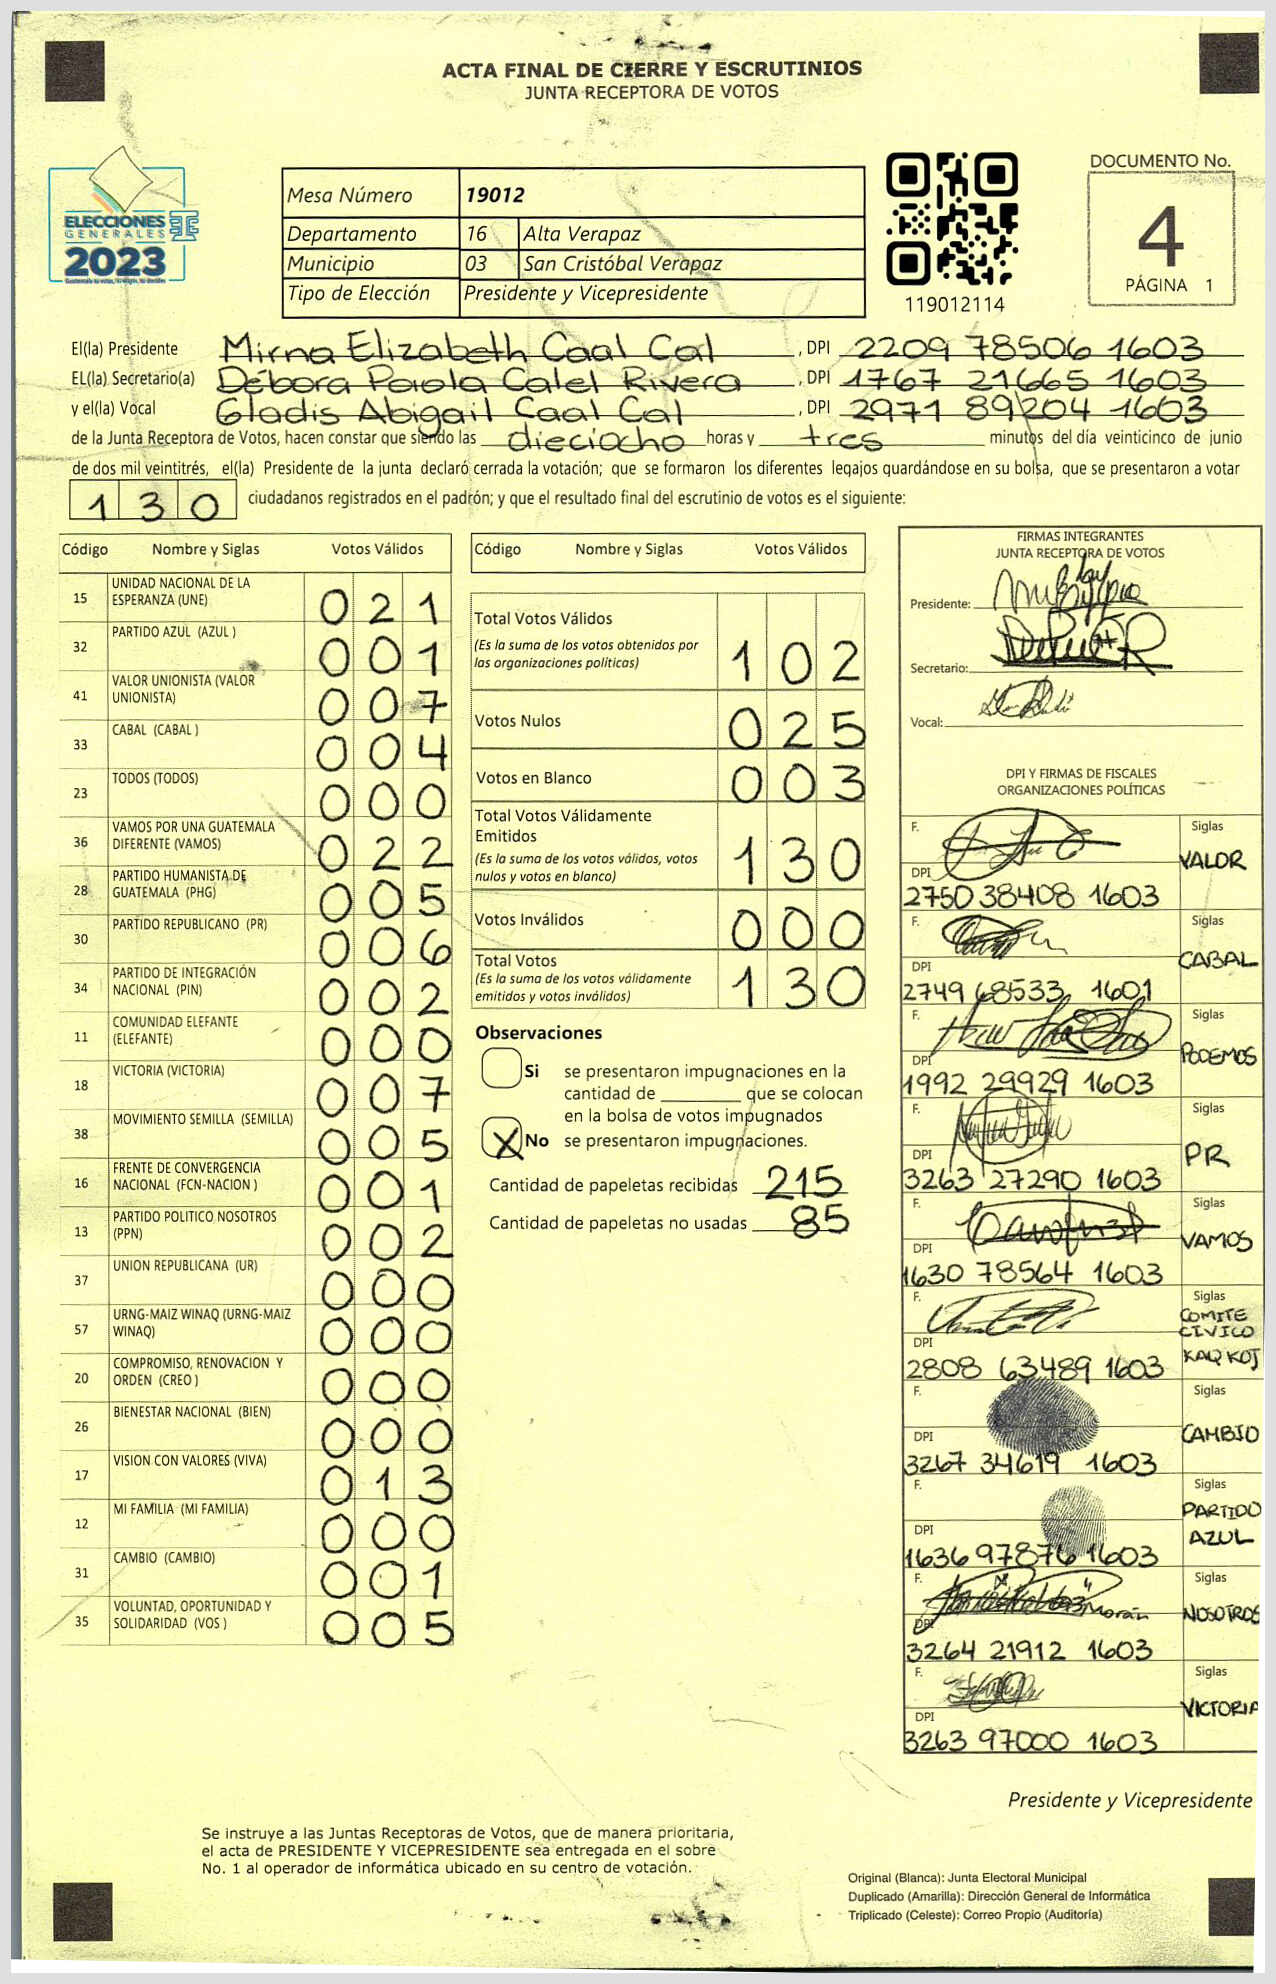 ACTA FINAL DE CIERRE Y ESCRUTINIOS
JUNTA RECEPTORA DE VOTOS
ELECCIONES
GENERALES
2023
Mesa Número 19012
Departamento 16 Alta Verapaz
Municipio 03 San Cristóbal Verapaz
Tipo de Elección Presidente y Vicepresidente
119012114
DOCUMENTO No.
4
PÁGINA 1
El(la) Presidente Mirna Elizabeth Caal Cal , DPI 2209 78506 1603
EL(la) Secretario(a) Débora Paola Calel Rivera , DPI 1767 21665 1603
y el(la) Vocal Gladis Abigail Caal Cal , DPI 2971 89204 1603
de la Junta Receptora de Votos, hacen constar que siendo las dieciocho horas y tres minutos del día veinticinco de junio
de dos mil veintitrés, el(la) Presidente de la junta declaró cerrada la votación; que se formaron los diferentes legajos guardándose en su bolsa, que se presentaron a votar
130 ciudadanos registrados en el padrón; y que el resultado final del escrutinio de votos es el siguiente:
Código Nombre y Siglas Votos Válidos
15 UNIDAD NACIONAL DE LA ESPERANZA (UNE) 021
32 PARTIDO AZUL (AZUL ) 001
41 VALOR UNIONISTA (VALOR UNIONISTA) 007
33 CABAL (CABAL ) 004
23 TODOS (TODOS) 000
36 VAMOS POR UNA GUATEMALA DIFERENTE (VAMOS) 022
28 PARTIDO HUMANISTA DE GUATEMALA (PHG) 005
30 PARTIDO REPUBLICANO (PR) 006
34 PARTIDO DE INTEGRACIÓN NACIONAL (PIN) 002
11 COMUNIDAD ELEFANTE (ELEFANTE) 000
18 VICTORIA (VICTORIA) 007
38 MOVIMIENTO SEMILLA (SEMILLA) 005
16 FRENTE DE CONVERGENCIA NACIONAL (FCN-NACION ) 001
13 PARTIDO POLITICO NOSOTROS (PPN) 002
37 UNION REPUBLICANA (UR) 000
57 URNG-MAIZ WINAQ (URNG-MAIZ WINAQ) 000
20 COMPROMISO, RENOVACION Y ORDEN (CREO ) 000
26 BIENESTAR NACIONAL (BIEN) 000
17 VISION CON VALORES (VIVA) 013
12 MI FAMILIA (MI FAMILIA) 000
31 CAMBIO (CAMBIO) 001
35 VOLUNTAD, OPORTUNIDAD Y SOLIDARIDAD (VOS ) 005
Código Nombre y Siglas Votos Válidos
Total Votos Válidos
(Es la suma de los votos obtenidos por
las organizaciones políticas) 102
Votos Nulos 025
Votos en Blanco 003
Total Votos Válidamente
Emitidos
(Es la suma de los votos válidos, votos
nulos y votos en blanco) 130
Votos Inválidos 000
Total Votos
(Es la suma de los votos válidamente
emitidos y votos inválidos) 130
Observaciones
Si se presentaron impugnaciones en la
cantidad de ________ que se colocan
en la bolsa de votos impugnados
X No se presentaron impugnaciones.
Cantidad de papeletas recibidas 215
Cantidad de papeletas no usadas 85
FIRMAS INTEGRANTES
JUNTA RECEPTORA DE VOTOS
Presidente:
Secretario:
Vocal:
DPI Y FIRMAS DE FISCALES
ORGANIZACIONES POLÍTICAS
F. Siglas
VALOR
DPI
2750 38408 1603
F. Siglas
CABAL
DPI
2749 68533 1601
F. Siglas
PODEMOS
DPI
1992 29929 1603
F. Siglas
PR
DPI
3263 27290 1603
F. Siglas
VAMOS
DPI
1630 78564 1603
F. Siglas
COMITE
CIVICO
KAQ KOJ
DPI
2808 63489 1603
F. Siglas
CAMBIO
DPI
3267 34619 1603
F. Siglas
PARTIDO
AZUL
DPI
1636 97876 1603
F. Siglas
Morán NOSOTROS
DPI
3264 21912 1603
F. Siglas
VICTORIA
DPI
3263 97000 1603
Presidente y Vicepresidente
Se instruye a las Juntas Receptoras de Votos, que de manera prioritaria,
el acta de PRESIDENTE Y VICEPRESIDENTE sea entregada en el sobre
No. 1 al operador de informática ubicado en su centro de votación.
Original (Blanca): Junta Electoral Municipal
Duplicado (Amarilla): Dirección General de Informática
Triplicado (Celeste): Correo Propio (Auditoría)